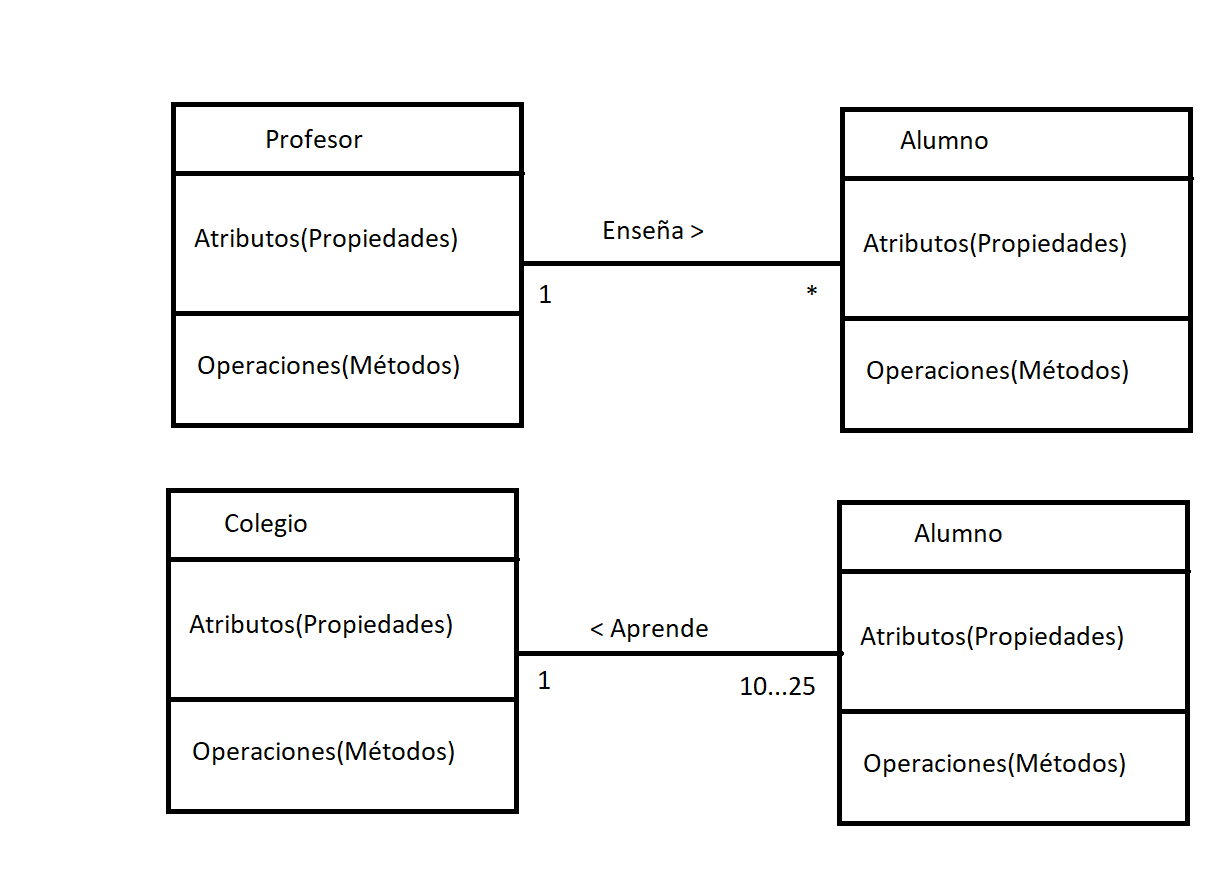 Profesor
Atributos(Propiedades)
Operaciones(Métodos)
Enseña >
1
*
Alumno
Atributos(Propiedades)
Operaciones(Métodos)
Colegio
Atributos(Propiedades)
Operaciones(Métodos)
< Aprende
1
10...25
Alumno
Atributos(Propiedades)
Operaciones(Métodos)